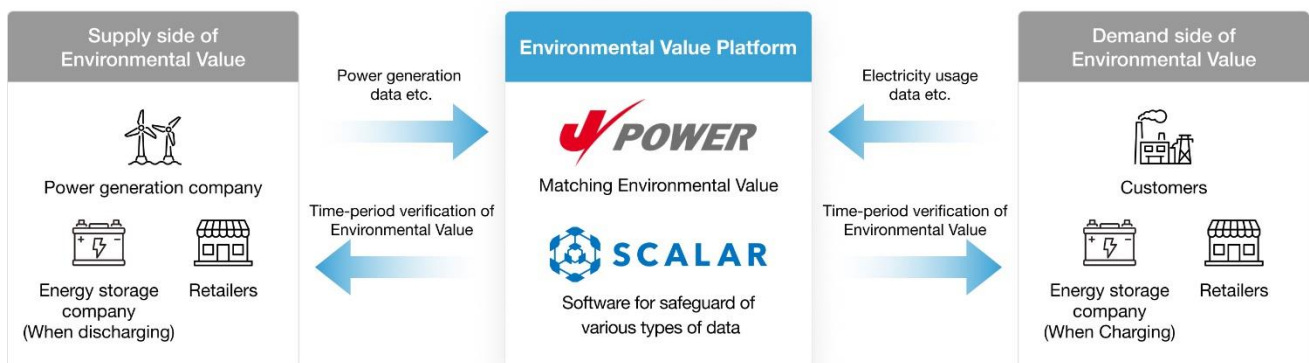 Supply side of
Environmental Value
Power generation company
Energy storage
company
(When discharging)
Retailers
Power generation
data etc.
Time-period verification of
Environmental Value
Environmental Value Platform
POWER
Matching Environmental Value
SCALAR
Software for safeguard of
various types of data
Electricity usage
data etc.
Time-period verification of
Environmental Value
Demand side of
Environmental Value
Customers
Energy storage
company
(When Charging)
Retailers